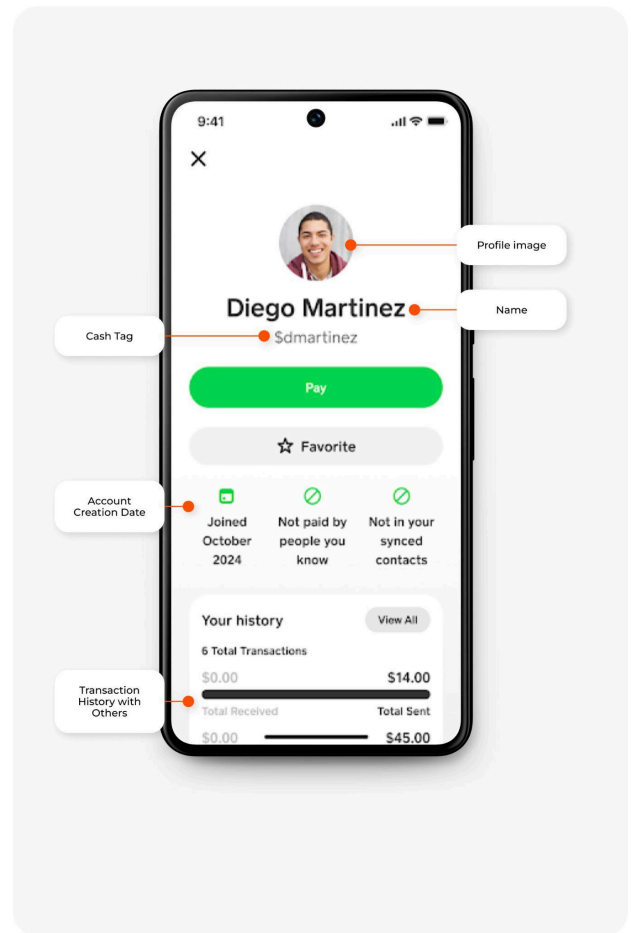 9:41
Profile image
Diego Martinez
Name
Cash Tag
$dmartinez
Pay
Favorite
Account
Creation Date
Joined
October
2024
Not paid by
people you
know
Not in your
synced
contacts
Your history
View All
6 Total Transactions
$0.00
$14.00
Transaction
History with
Others
Total Received
Total Sent
$0.00
$45.00